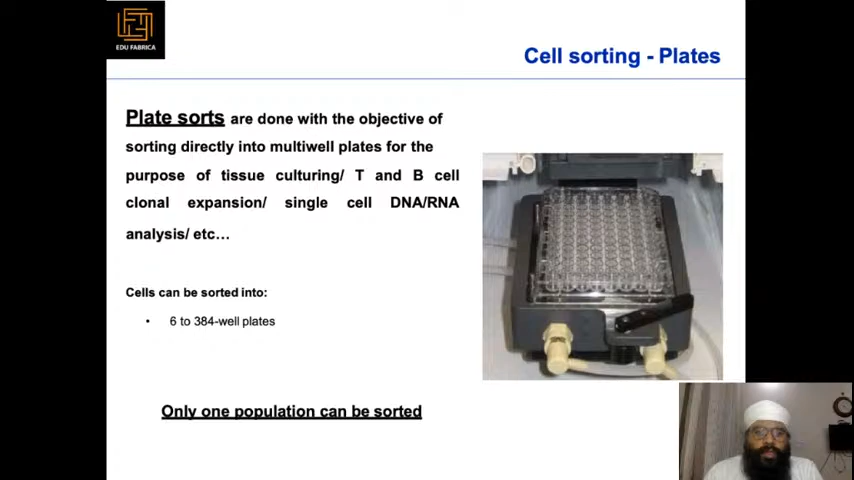 EDU FABRICA
Cell sorting - Plates
Plate sorts are done with the objective of
sorting directly into multiwell plates for the
purpose of tissue culturing/ T and B cell
clonal expansion/ single cell DNA/RNA
analysis/ etc...
Cells can be sorted into:
• 6 to 384-well plates
Only one population can be sorted